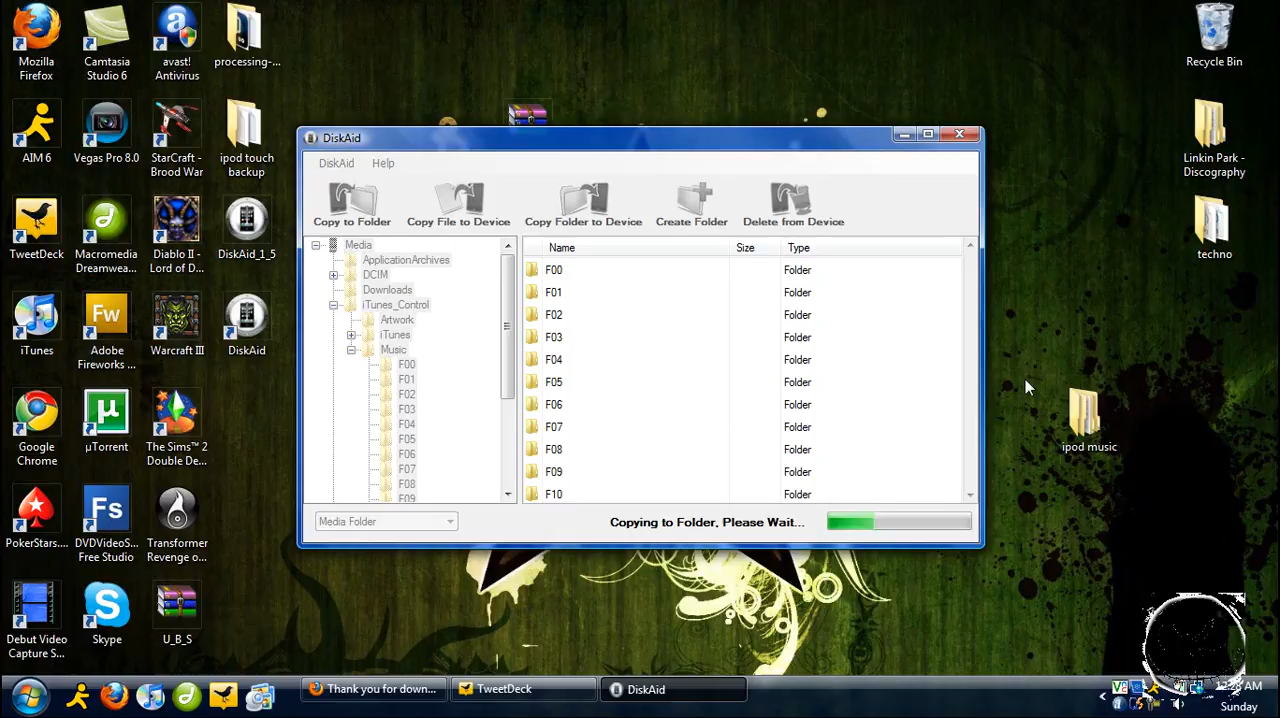 Mozilla
Firefox
Camtasia
Studio 6
avast!
Antivirus
processing-...
AIM 6
Vegas Pro 8.0
StarCraft -
Brood War
ipod touch
backup
TweetDeck
Macromedia
Dreamwea...
Diablo II -
Lord of D...
DiskAid_1_5
iTunes
Adobe
Fireworks ...
Warcraft III
DiskAid
Google
Chrome
µTorrent
The Sims™ 2
Double De...
PokerStars....
DVDVideoS...
Free Studio
Transformer
Revenge o...
Debut Video
Capture S...
Skype
U_B_S
DiskAid
DiskAid Help
Copy to Folder Copy File to Device Copy Folder to Device Create Folder Delete from Device
Media
ApplicationArchives
DCIM
Downloads
iTunes_Control
Artwork
iTunes
Music
F00
F01
F02
F03
F04
F05
F06
F07
F08
F09
Name Size Type
F00 Folder
F01 Folder
F02 Folder
F03 Folder
F04 Folder
F05 Folder
F06 Folder
F07 Folder
F08 Folder
F09 Folder
F10 Folder
Media Folder
Copying to Folder, Please Wait...
Recycle Bin
Linkin Park -
Discography
techno
ipod music
Thank you for down...
TweetDeck
DiskAid
Sunday